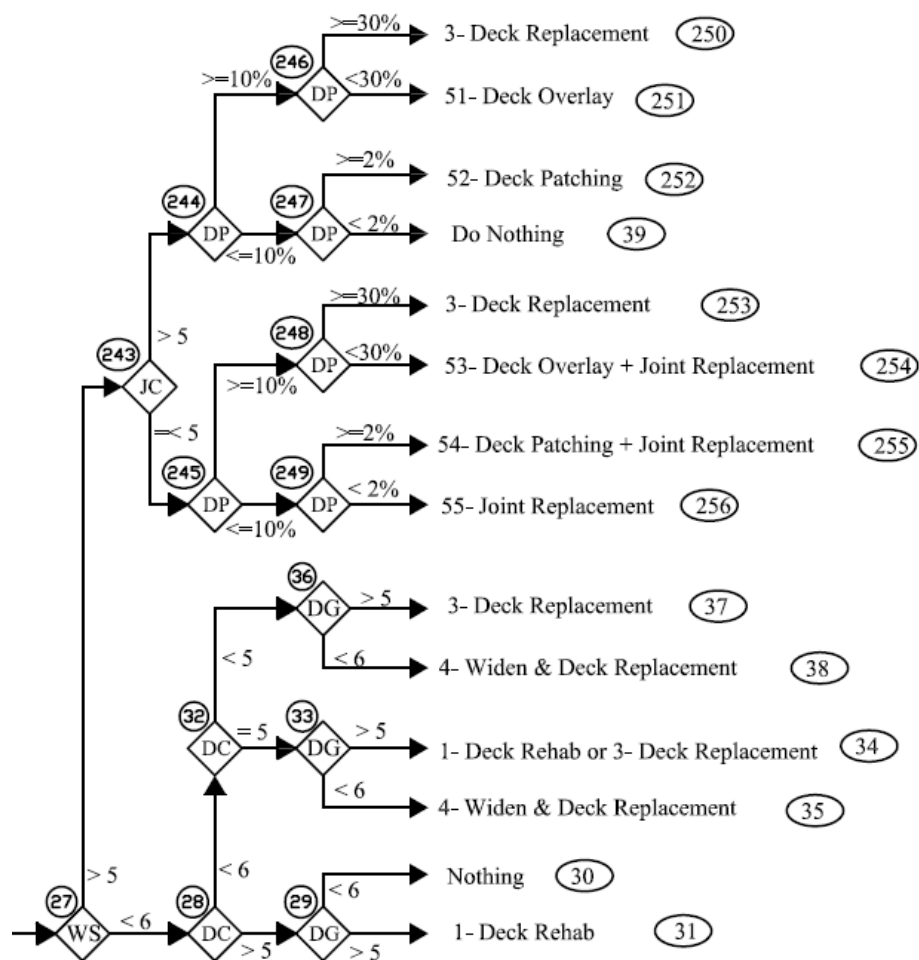 >=30%
3- Deck Replacement 250
246
>=10%
DP
<30%
51- Deck Overlay 251
>=2%
52- Deck Patching 252
244
247
DP
DP
< 2%
Do Nothing 39
<=10%
>=30%
3- Deck Replacement 253
> 5
248
243
<30%
53- Deck Overlay + Joint Replacement 254
JC
>=10%
DP
=< 5
>=2%
54- Deck Patching + Joint Replacement 255
245
249
< 2%
DP
DP
55- Joint Replacement 256
<=10%
36
> 5
DG
3- Deck Replacement 37
< 5
< 6
4- Widen & Deck Replacement 38
32
33
= 5
> 5
DC
DG
1- Deck Rehab or 3- Deck Replacement 34
< 6
4- Widen & Deck Replacement 35
< 6
Nothing 30
> 5
< 6
27
28
29
< 6
WS
DC
DG
1- Deck Rehab 31
> 5
> 5